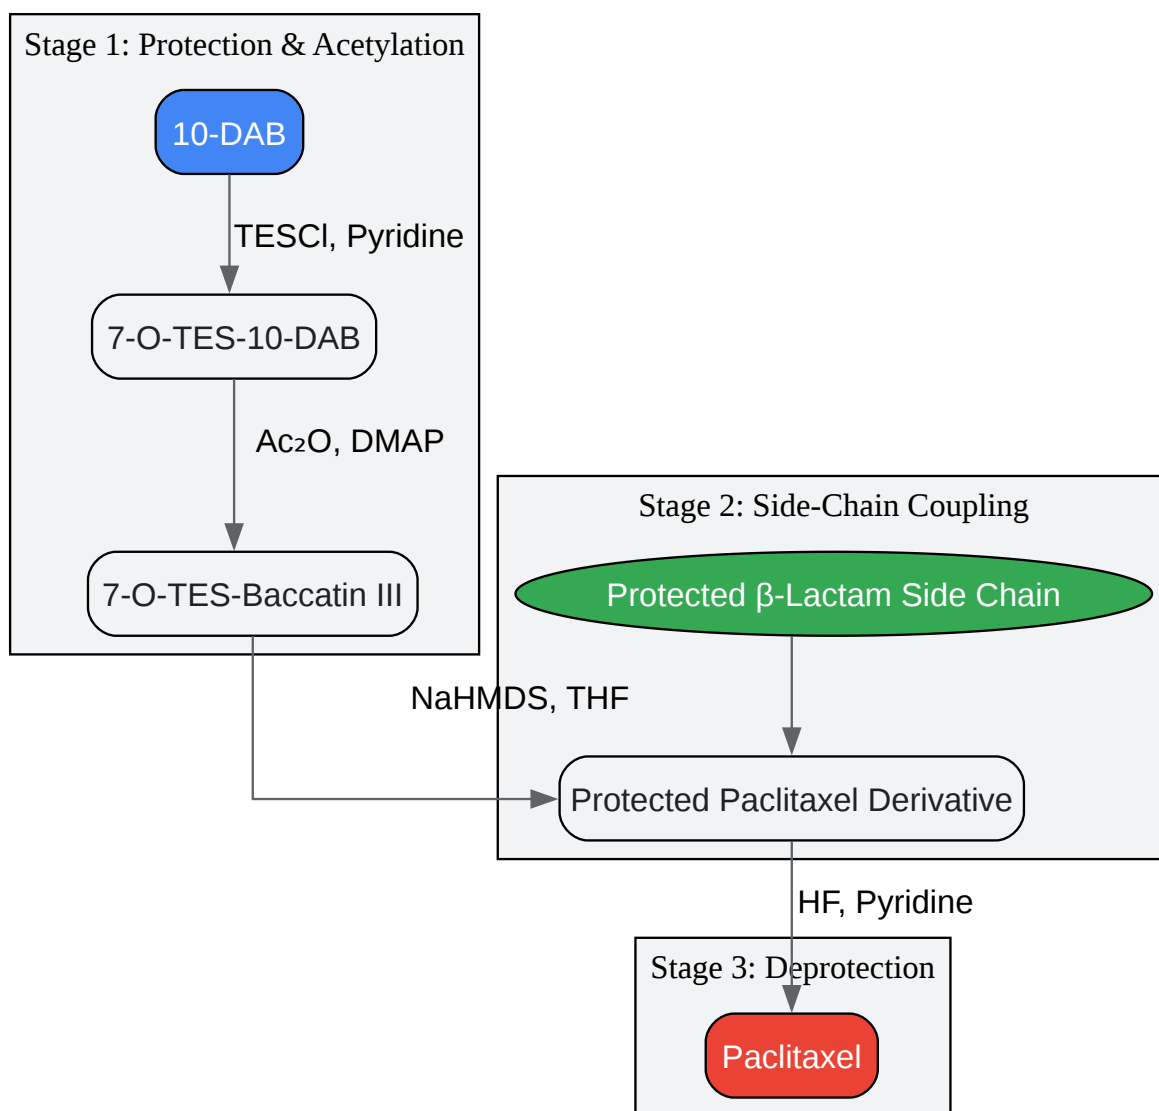 Stage 1: Protection & Acetylation
10-DAB
TESCl, Pyridine
7-O-TES-10-DAB
Ac₂O, DMAP
7-O-TES-Baccatin III
Stage 2: Side-Chain Coupling
Protected β-Lactam Side Chain
NaHMDS, THF
Protected Paclitaxel Derivative
HF, Pyridine
Stage 3: Deprotection
Paclitaxel